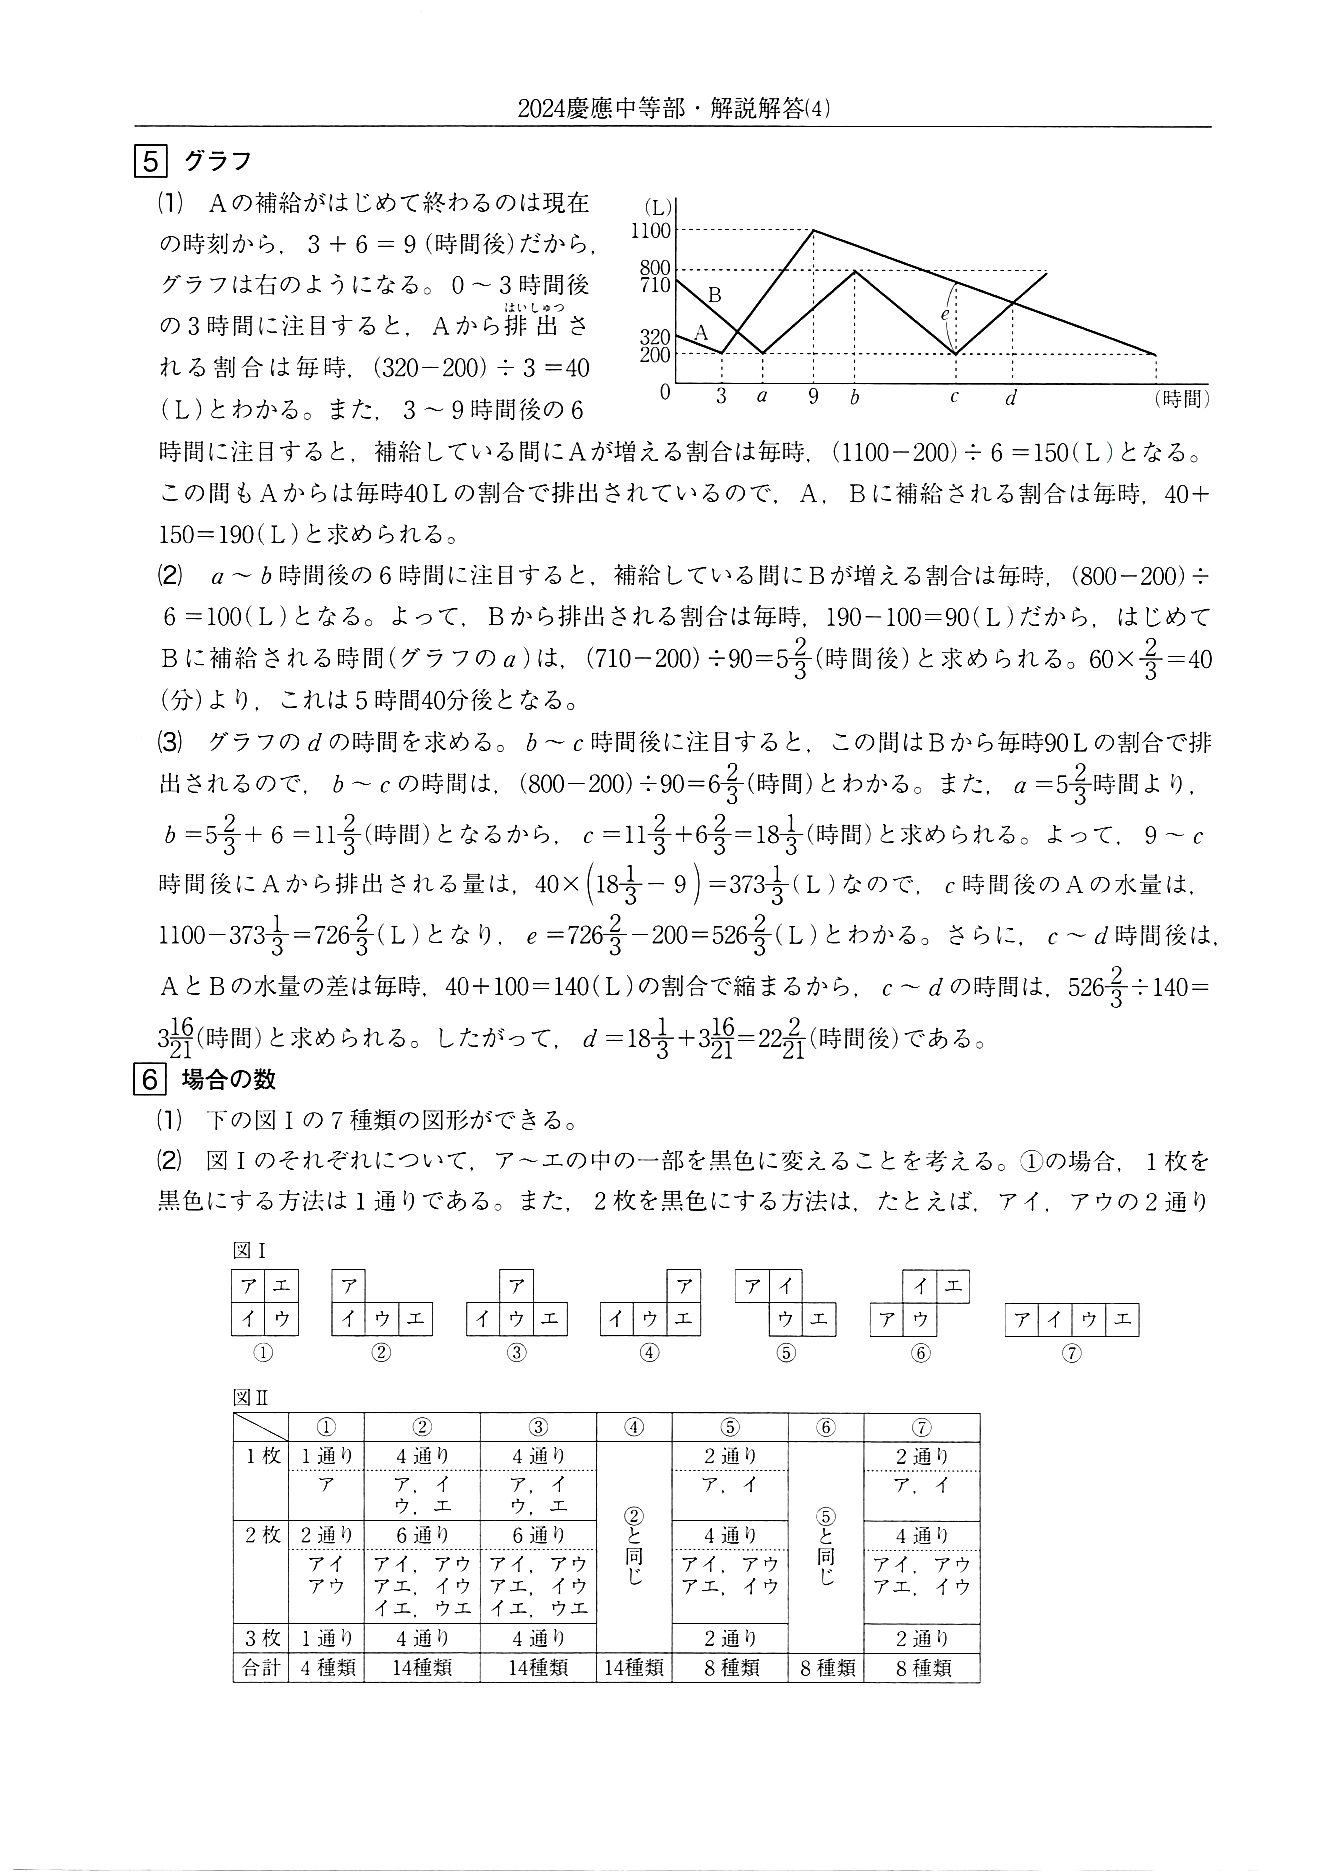 2024慶應中等部・解説解答(4)
5 グラフ
(1) Aの補給がはじめて終わるのは現在
の時刻から，3＋6＝9(時間後)だから，
グラフは右のようになる。0～3時間後
の3時間に注目すると，Aから排出さ
はいしゅつ
れる割合は毎時，(320－200)÷3＝40
(L)とわかる。また，3～9時間後の6
(L)
1100
800
710
320
200
0
B
A
e
3 a 9 b c d (時間)
時間に注目すると，補給している間にAが増える割合は毎時，(1100－200)÷6＝150(L)となる。
この間もAからは毎時40Lの割合で排出されているので，A，Bに補給される割合は毎時，40＋
150＝190(L)と求められる。
(2) a～b時間後の6時間に注目すると，補給している間にBが増える割合は毎時，(800－200)÷
6＝100(L)となる。よって，Bから排出される割合は毎時，190－100＝90(L)だから，はじめて
Bに補給される時間(グラフのa)は，(710－200)÷90＝5 2/3(時間後)と求められる。60×2/3＝40
(分)より，これは5時間40分後となる。
(3) グラフのdの時間を求める。b～c時間後に注目すると，この間はBから毎時90Lの割合で排
出されるので，b～cの時間は，(800－200)÷90＝6 2/3(時間)とわかる。また，a＝5 2/3時間より，
b＝5 2/3＋6＝11 2/3(時間)となるから，c＝11 2/3＋6 2/3＝18 1/3(時間)と求められる。よって，9～c
時間後にAから排出される量は，40×(18 1/3－9)＝373 1/3(L)なので，c時間後のAの水量は，
1100－373 1/3＝726 2/3(L)となり，e＝726 2/3－200＝526 2/3(L)とわかる。さらに，c～d時間後は，
AとBの水量の差は毎時，40＋100＝140(L)の割合で縮まるから，c～dの時間は，526 2/3÷140＝
3 16/21(時間)と求められる。したがって，d＝18 1/3＋3 16/21＝22 2/21(時間後)である。
6 場合の数
(1) 下の図Ⅰの7種類の図形ができる。
(2) 図Ⅰのそれぞれについて，ア～エの中の一部を黒色に変えることを考える。①の場合，1枚を
黒色にする方法は1通りである。また，2枚を黒色にする方法は，たとえば，アイ，アウの2通り
図Ⅰ
ア エ ア ア ア ア イ イ エ
イ ウ イ ウ エ イ ウ エ イ ウ エ ウ エ ア ウ ア イ ウ エ
① ② ③ ④ ⑤ ⑥ ⑦
図Ⅱ
① ② ③ ④ ⑤ ⑥ ⑦
1枚 1通り 4通り 4通り 2通り 2通り
ア ア，イ ア，イ ア，イ ア，イ
ウ，エ ウ，エ
②と同じ
⑤と同じ
2枚 2通り 6通り 6通り 4通り 4通り
アイ アイ，アウ アイ，アウ アイ，アウ アイ，アウ
アウ アエ，イウ アエ，イウ アエ，イウ アエ，イウ
イエ，ウエ イエ，ウエ
3枚 1通り 4通り 4通り 2通り 2通り
合計 4種類 14種類 14種類 14種類 8種類 8種類 8種類